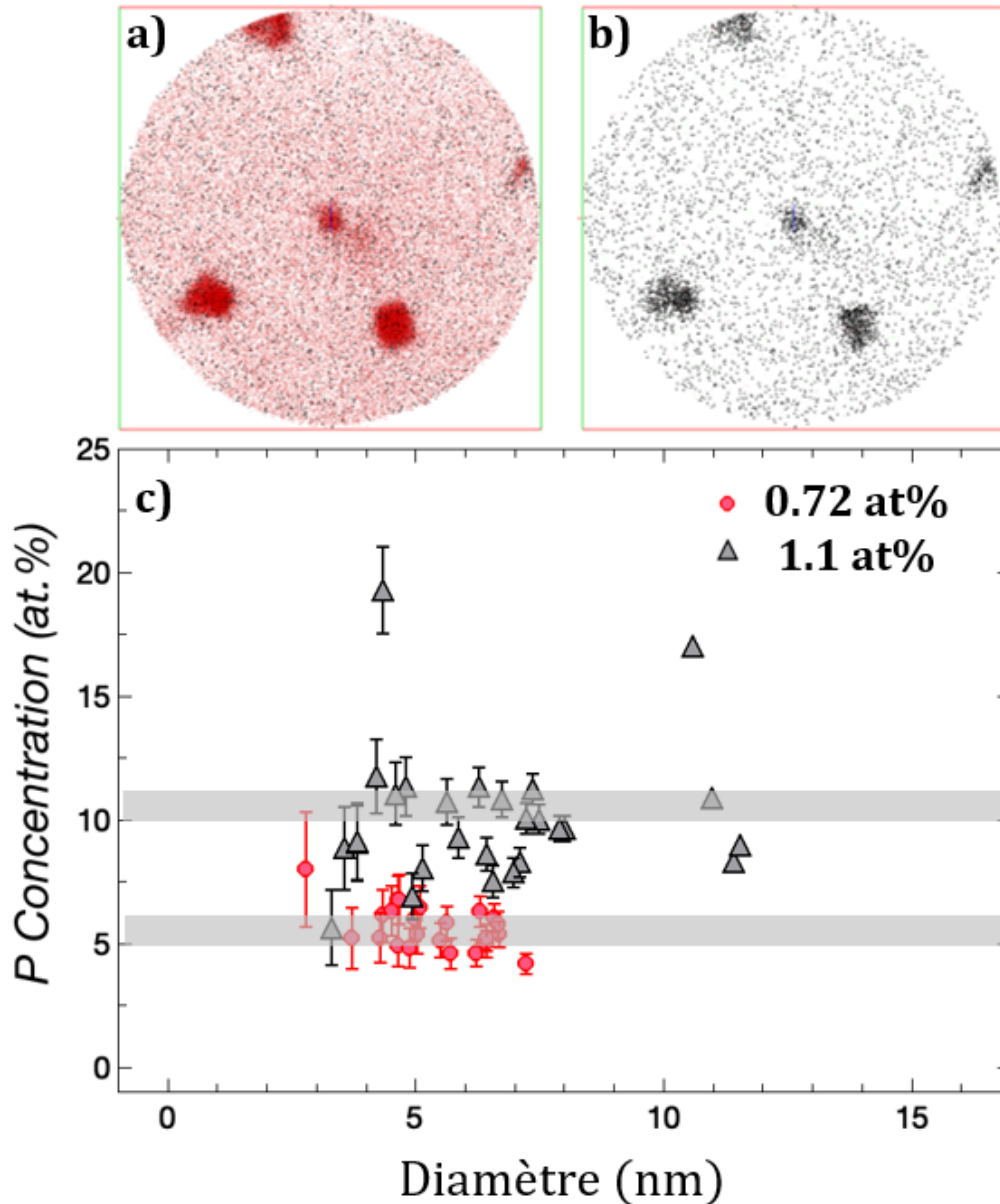 a)
b)
c)
0.72 at%
1.1 at%
P Concentration (at.%)
25
20
15
10
5
0
0 5 10 15
Diamètre (nm)